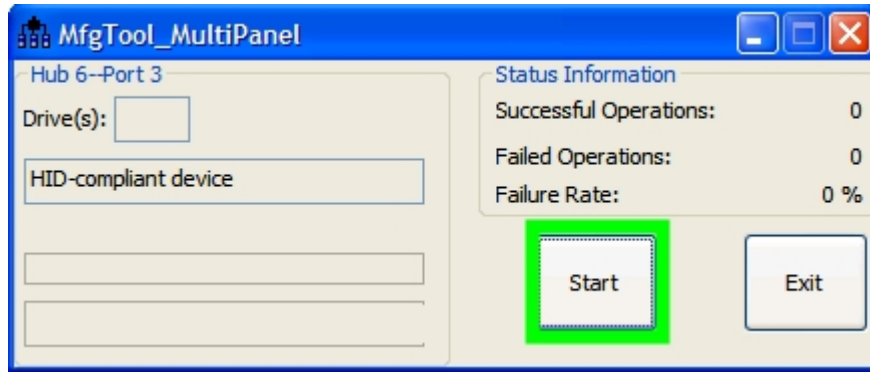 MfgTool_MultiPanel
Hub 6--Port 3
Drive(s):
HID-compliant device
Status Information
Successful Operations: 0
Failed Operations: 0
Failure Rate: 0 %
Start
Exit